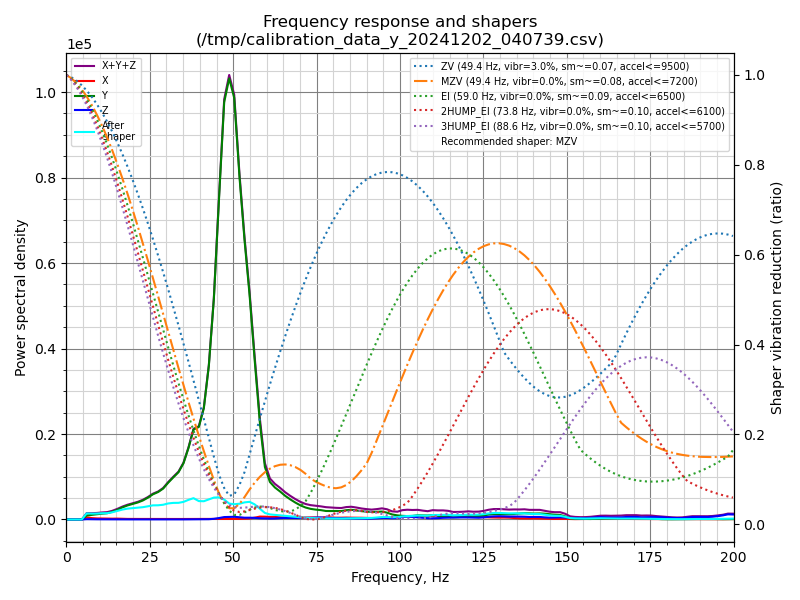 Frequency response and shapers
(/tmp/calibration_data_y_20241202_040739.csv)
1e5
X+Y+Z
X
Y
Z
After
shaper
ZV (49.4 Hz, vibr=3.0%, sm~=0.07, accel<=9500)
MZV (49.4 Hz, vibr=0.0%, sm~=0.08, accel<=7200)
EI (59.0 Hz, vibr=0.0%, sm~=0.09, accel<=6500)
2HUMP_EI (73.8 Hz, vibr=0.0%, sm~=0.10, accel<=6100)
3HUMP_EI (88.6 Hz, vibr=0.0%, sm~=0.10, accel<=5700)
Recommended shaper: MZV
Power spectral density
1.0
0.8
0.6
0.4
0.2
0.0
1.0
0.8
0.6
0.4
0.2
0.0
Shaper vibration reduction (ratio)
0 25 50 75 100 125 150 175 200
Frequency, Hz